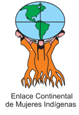 Enlace Continental
de Mujeres Indígenas